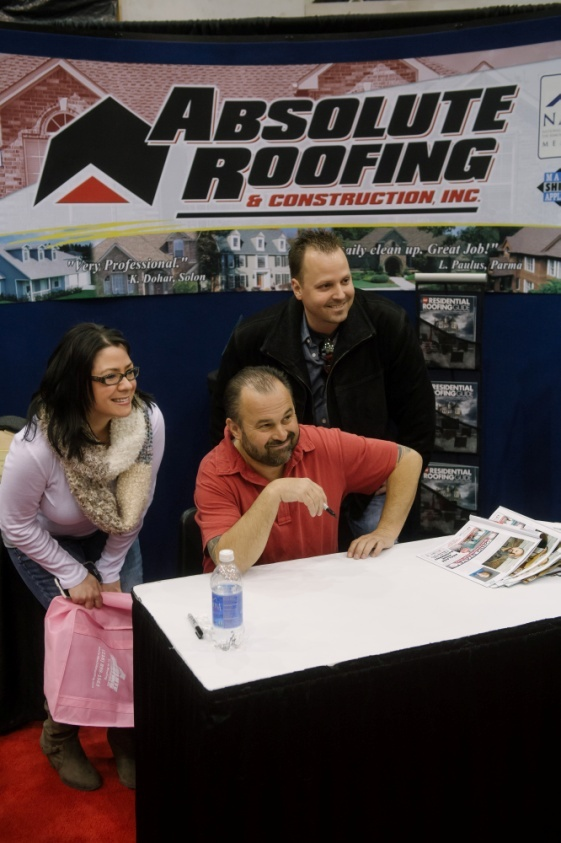 ABSOLUTE
ROOFING
& CONSTRUCTION, INC.
"Very Professional."
K. Dohar, Solon
aily clean up. Great Job!"
L. Paulus, Parma
RESIDENTIAL
ROOFING GUIDE
RESIDENTIAL
ROOFING GUIDE
RESIDENTIAL
ROOFING GUIDE